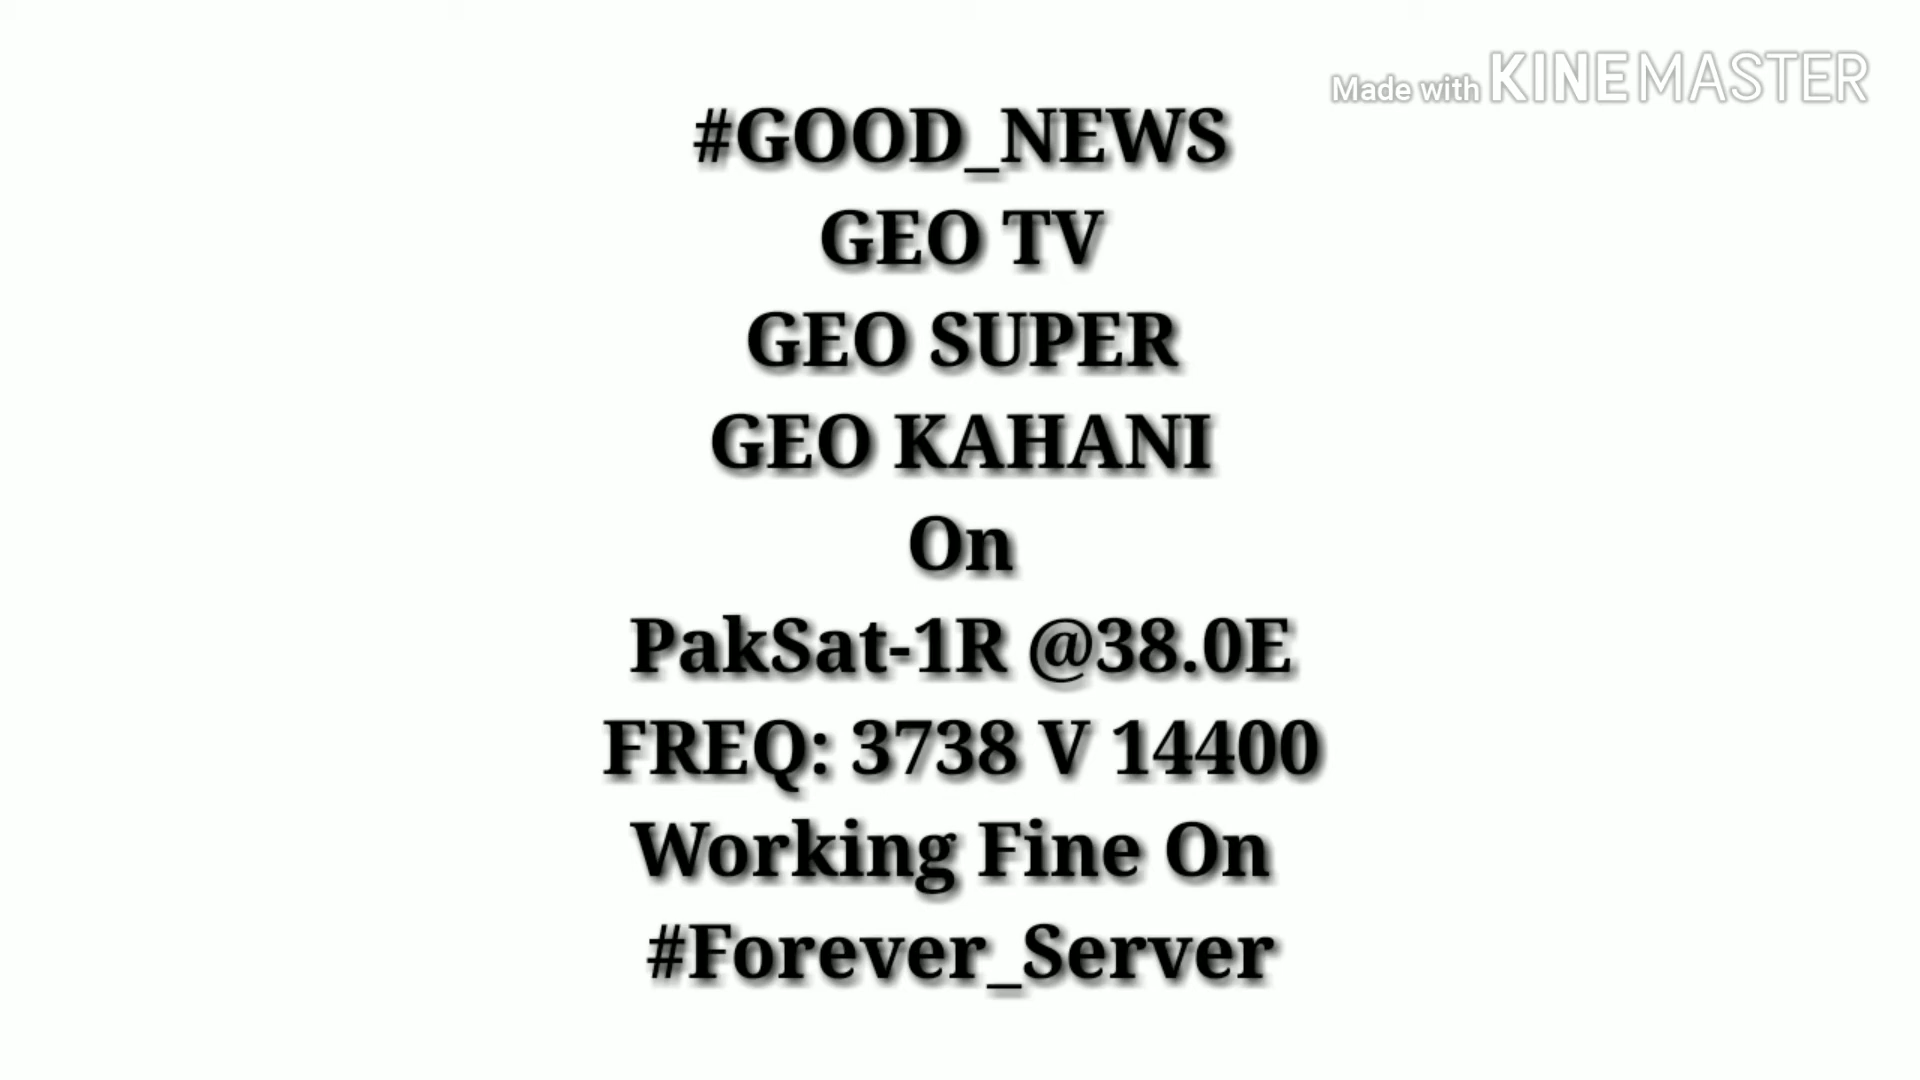 Made with KINEMASTER
#GOOD_NEWS
GEO TV
GEO SUPER
GEO KAHANI
On
PakSat-1R @38.0E
FREQ: 3738 V 14400
Working Fine On
#Forever_Server